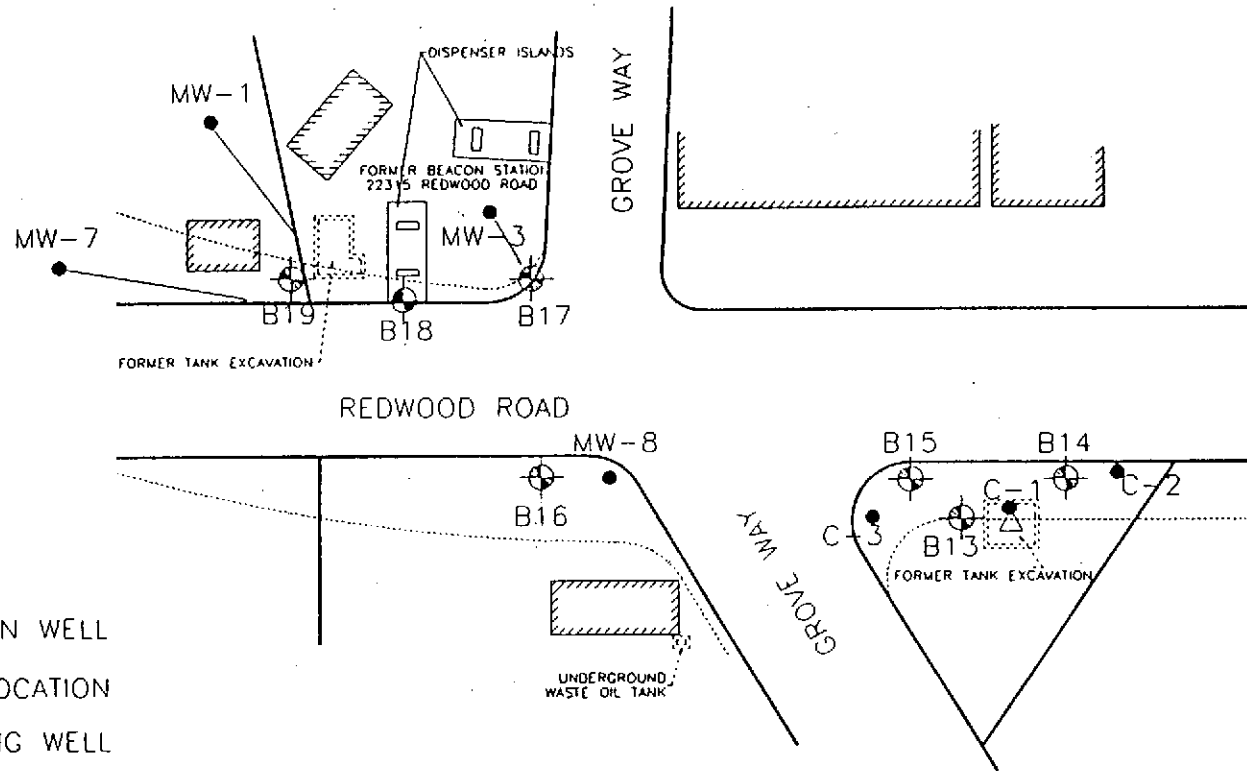 DISPENSER ISLANDS
MW-1
GROVE WAY
FORMER BEACON STATION
22315 REDWOOD ROAD
MW-3
MW-7
B19
B18
B17
FORMER TANK EXCAVATION
REDWOOD ROAD
MW-8
B15
B14
C-1
C-2
B16
C-3
B13
GROVE WAY
FORMER TANK EXCAVATION
N WELL
OCATION
UNDERGROUND
WASTE OIL TANK
G WELL